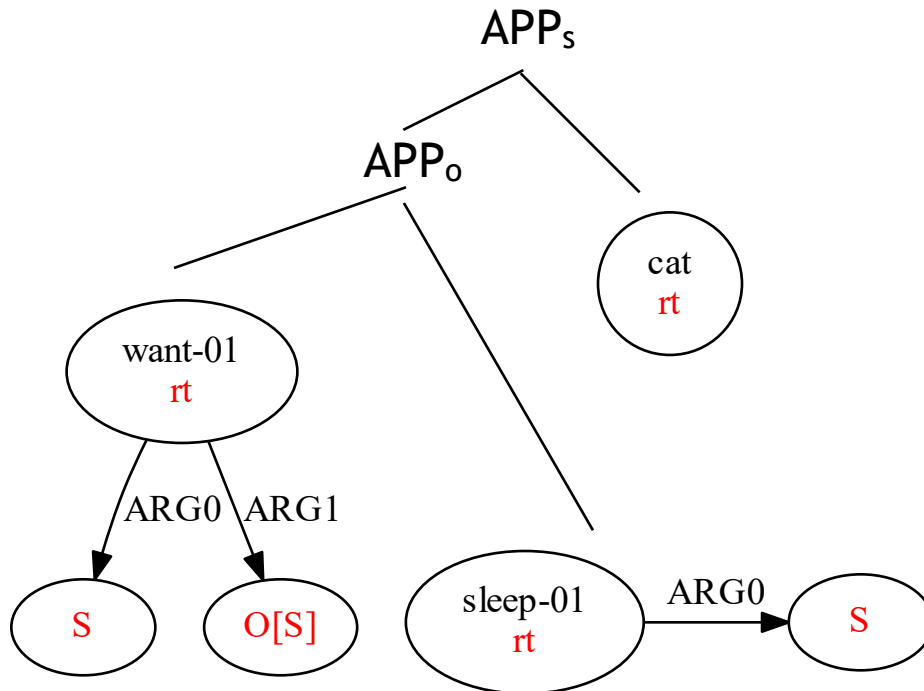 APPs
APPo
cat
rt
want-01
rt
ARG0 ARG1
S
O[S]
sleep-01
rt
ARG0
S